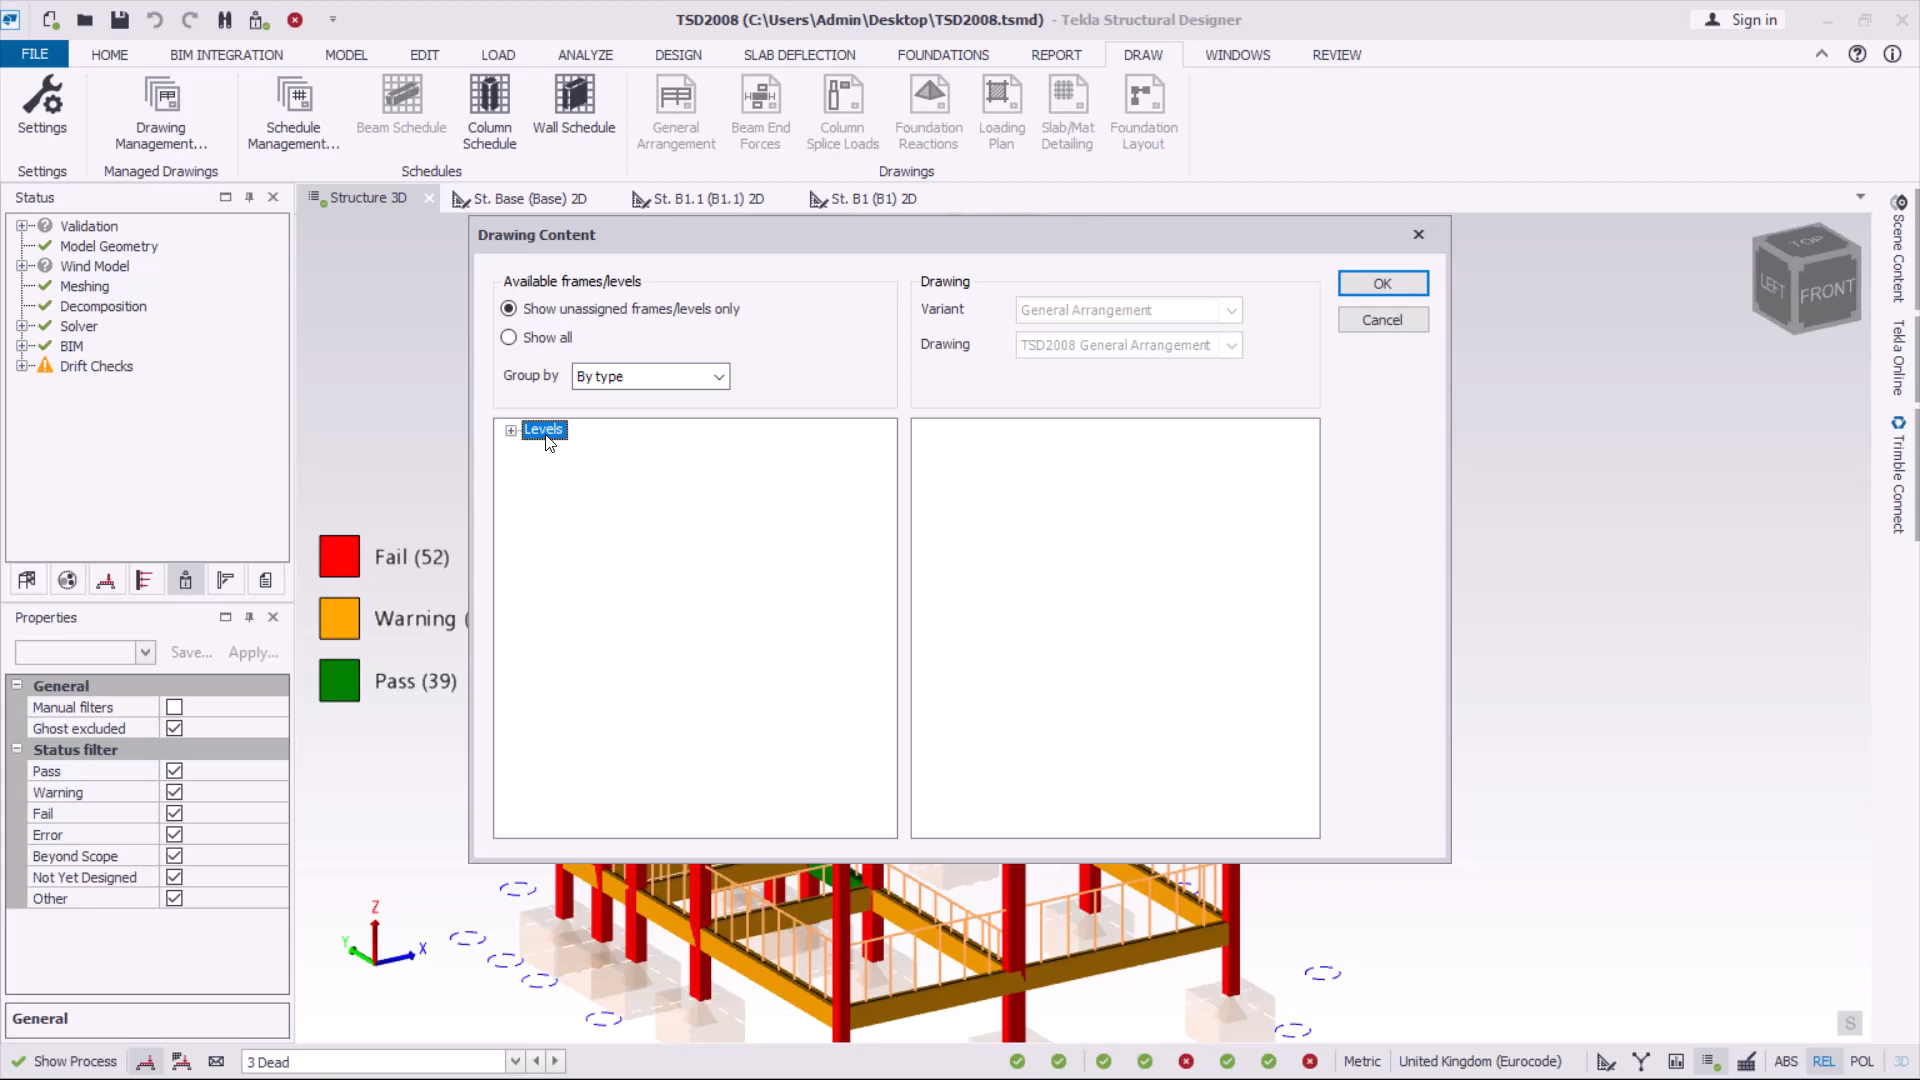 TSD2008 (C:\Users\Admin\Desktop\TSD2008.tsmd) - Tekla Structural Designer
Sign in
FILE HOME BIM INTEGRATION MODEL EDIT LOAD ANALYZE DESIGN SLAB DEFLECTION FOUNDATIONS REPORT DRAW WINDOWS REVIEW
Settings
Drawing
Management...
Schedule
Management...
Beam Schedule
Column
Schedule
Wall Schedule
General
Arrangement
Beam End
Forces
Column
Splice Loads
Foundation
Reactions
Loading
Plan
Slab/Mat
Detailing
Foundation
Layout
Settings Managed Drawings Schedules Drawings
Status
Structure 3D St. Base (Base) 2D St. B1.1 (B1.1) 2D St. B1 (B1) 2D
Validation
Model Geometry
Wind Model
Meshing
Decomposition
Solver
BIM
Drift Checks
Drawing Content
Available frames/levels
Show unassigned frames/levels only
Show all
Group by By type
Levels
Drawing
Variant General Arrangement
Drawing TSD2008 General Arrangement
OK
Cancel
TOP
LEFT
FRONT
Scene Content
Tekla Online
Trimble Connect
Fail (52)
Warning (
Pass (39)
Properties
Save... Apply...
General
Manual filters
Ghost excluded
Status filter
Pass
Warning
Fail
Error
Beyond Scope
Not Yet Designed
Other
General
Z
Y
X
S
Show Process 3 Dead Metric United Kingdom (Eurocode) ABS REL POL 3D